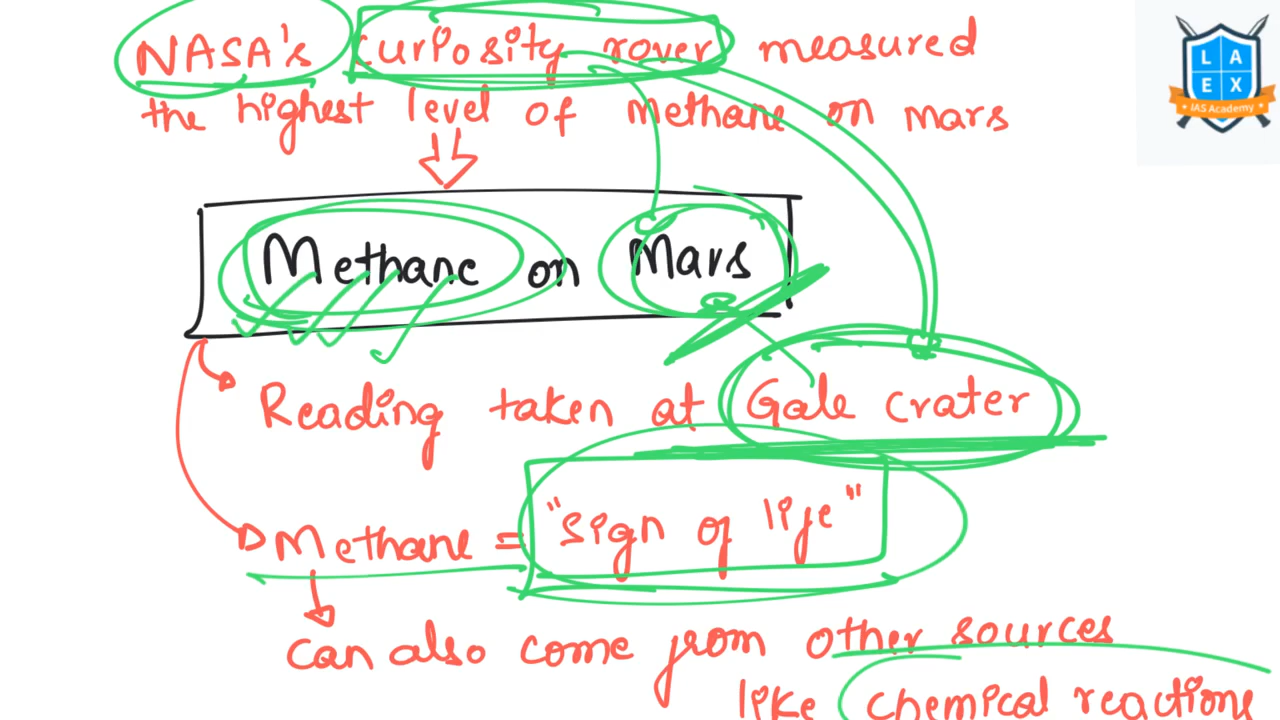 NASA's curiosity rover measured
the highest level of methane on mars
Methane on Mars
Reading taken at Gale crater
Methane = "sign of life"
can also come from other sources
like chemical reactions
L A
E X
IAS Academy